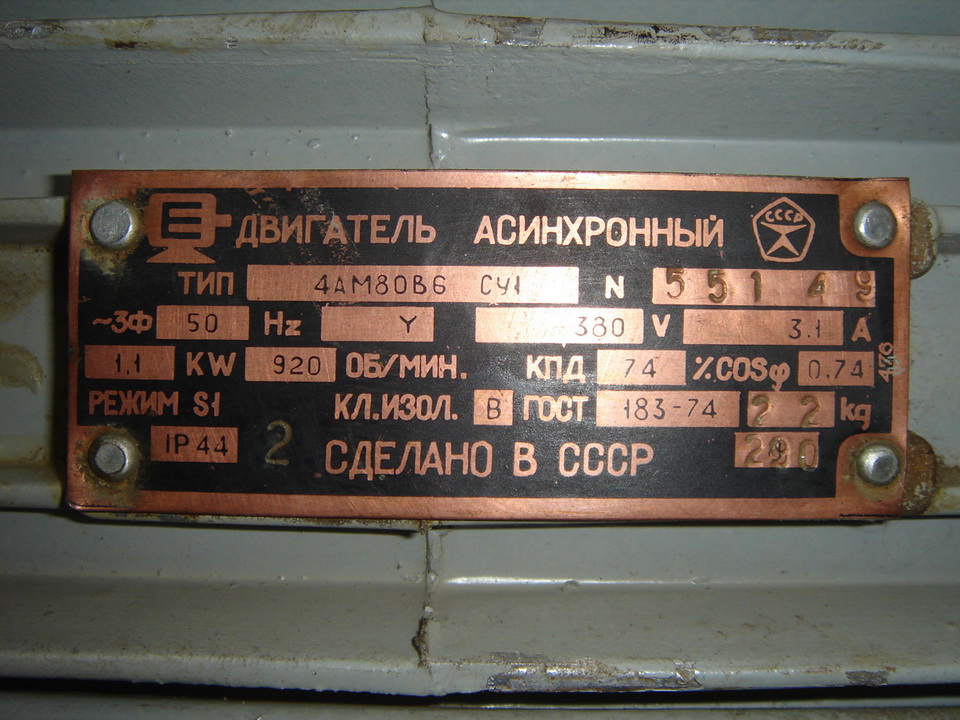 ДВИГАТЕЛЬ АСИНХРОННЫЙ СССР
ТИП 4АМ80В6 СУ1 N 55149
~3Ф 50 Hz Y 380 V 3.1 A
1.1 KW 920 ОБ/МИН. КПД 74 % COSφ 0.74
РЕЖИМ S1 КЛ.ИЗОЛ. В ГОСТ 183-74 22 kg
IP44 2 СДЕЛАНО В СССР